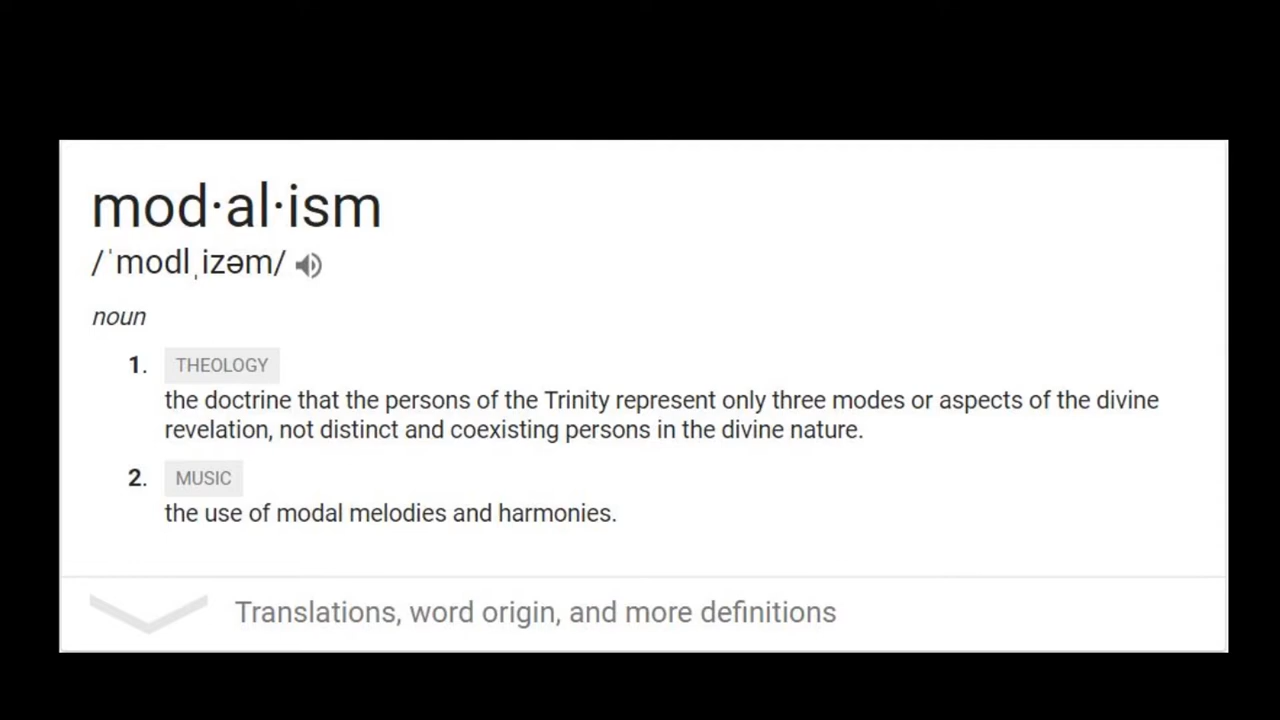 mod·al·ism
/ˈmodlˌizəm/
noun
1. THEOLOGY
the doctrine that the persons of the Trinity represent only three modes or aspects of the divine
revelation, not distinct and coexisting persons in the divine nature.
2. MUSIC
the use of modal melodies and harmonies.
Translations, word origin, and more definitions